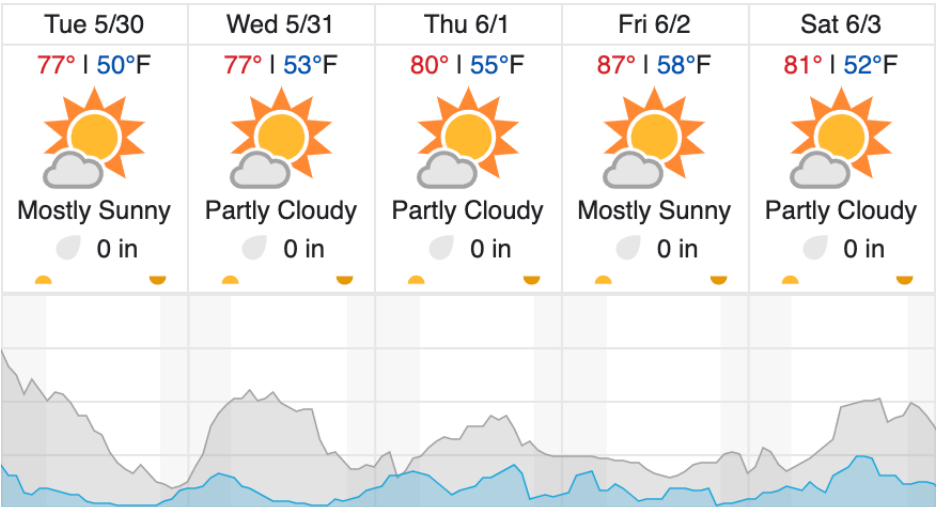 Tue 5/30 Wed 5/31 Thu 6/1 Fri 6/2 Sat 6/3
77° | 50°F 77° | 53°F 80° | 55°F 87° | 58°F 81° | 52°F
Mostly Sunny Partly Cloudy Partly Cloudy Mostly Sunny Partly Cloudy
0 in 0 in 0 in 0 in 0 in